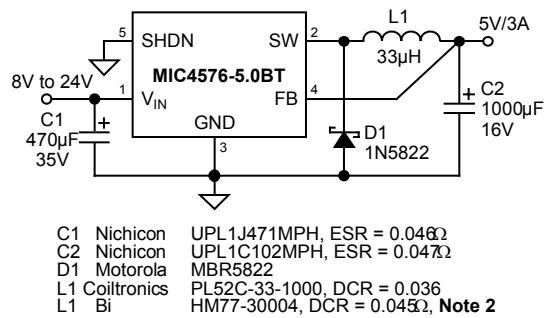 L1
5V/3A
5 SHDN SW 2
33µH
MIC4576-5.0BT
8V to 24V
1 VIN FB 4
C2
1000µF
16V
C1
470µF
35V
GND
3
D1
1N5822
C1 Nichicon UPL1J471MPH, ESR = 0.046Ω
C2 Nichicon UPL1C102MPH, ESR = 0.047Ω
D1 Motorola MBR5822
L1 Coiltronics PL52C-33-1000, DCR = 0.036
L1 Bi HM77-30004, DCR = 0.045Ω, Note 2